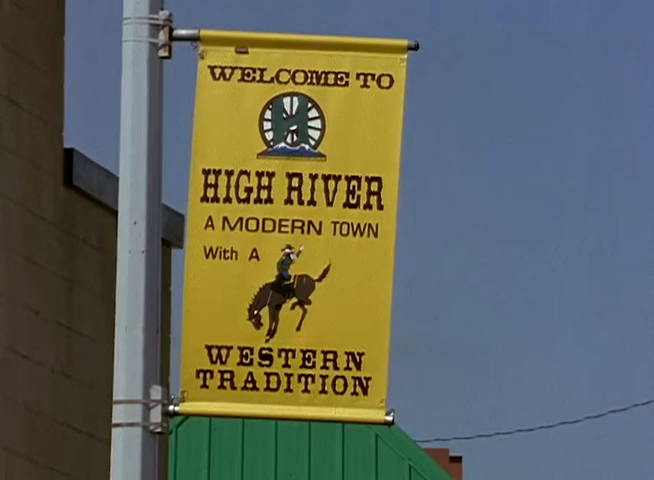 WELCOME TO
H
HIGH RIVER
A MODERN TOWN
With A
WESTERN
TRADITION